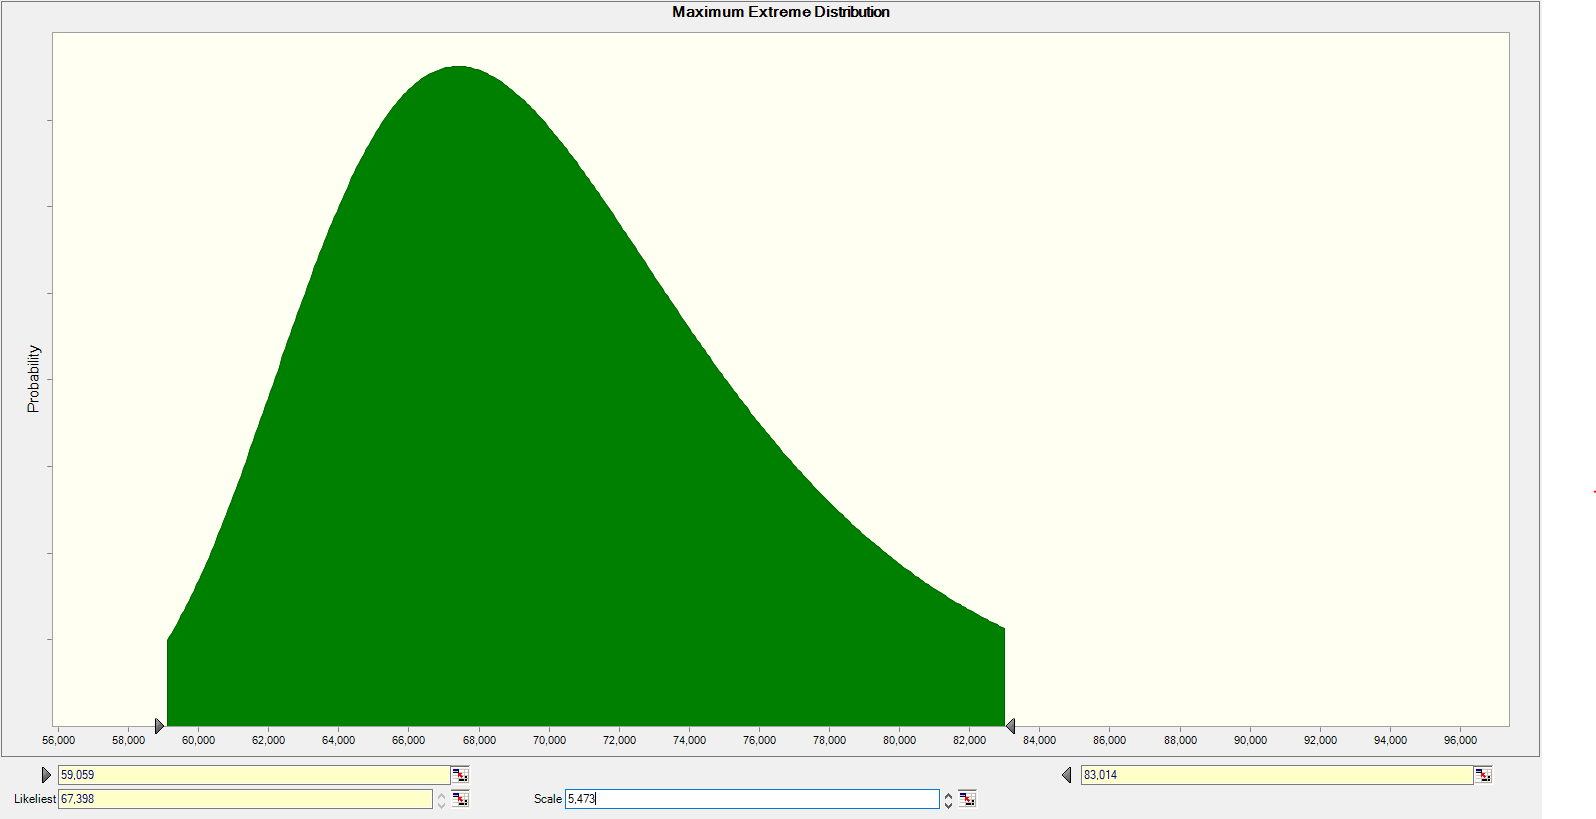 Maximum Extreme Distribution
Probability
56,000 58,000 60,000 62,000 64,000 66,000 68,000 70,000 72,000 74,000 76,000 78,000 80,000 82,000 84,000 86,000 88,000 90,000 92,000 94,000 96,000
59,059 83,014
Likeliest 67,398 Scale 5,473